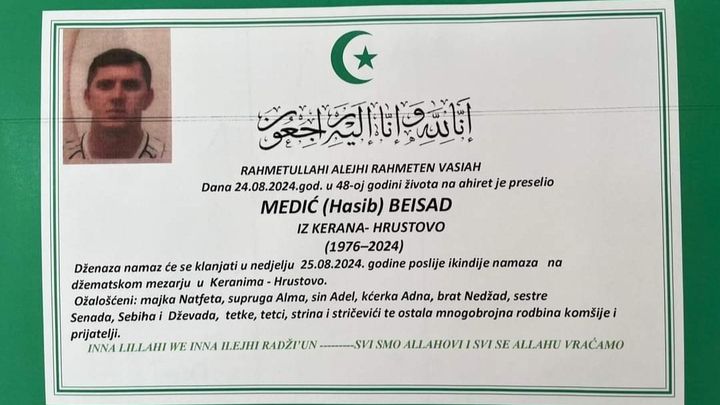 إنا لله وإنا إليه راجعون
RAHMETULLAHI ALEJHI RAHMETEN VASIAH
Dana 24.08.2024.god. u 48-oj godini života na ahiret je preselio
MEDIĆ (Hasib) BEISAD
IZ KERANA- HRUSTOVO
(1976–2024)
Dženaza namaz će se klanjati u nedjelju 25.08.2024. godine poslije ikindije namaza na
džematskom mezarju u Keranima - Hrustovo.
Ožalošćeni: majka Natfeta, supruga Alma, sin Adel, kćerka Adna, brat Nedžad, sestre
Senada, Sebiha i Dževada, tetke, tetci, strina i stričevići te ostala mnogobrojna rodbina komšije i
prijatelji.
INNA LILLAHI WE INNA ILEJHI RADŽI'UN ---------SVI SMO ALLAHOVI I SVI SE ALLAHU VRAĆAMO